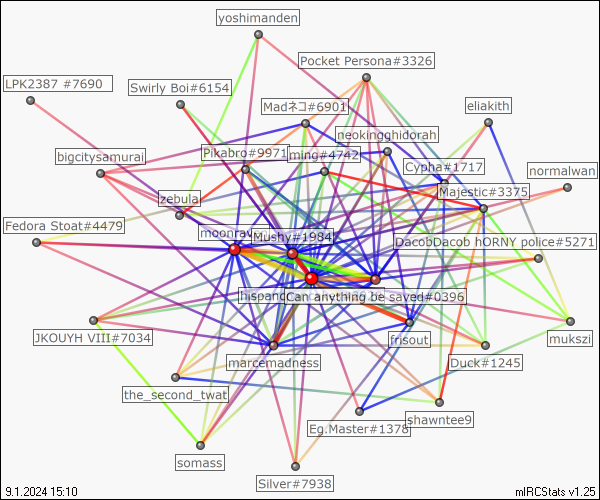 yoshimanden
Pocket Persona#3326
LPK2387 #7690
Swirly Boi#6154
Madネコ#6901
eliakith
neokingghidorah
bigcitysamurai
Pikabro#9971
ming#4742
Cypha#1717
normalwan
Majestic#3375
zebula
Fedora Stoat#4479
moonrav
Mushy#1984
DacobDacob hORNY police#5271
hispand
Can anything be saved#0396
JKOUYH VIII#7034
frisout
mukszi
marcemadness
Duck#1245
the_second_twat
shawntee9
Eg.Master#1378
somass
Silver#7938
9.1.2024 15:10
mIRCStats v1.25